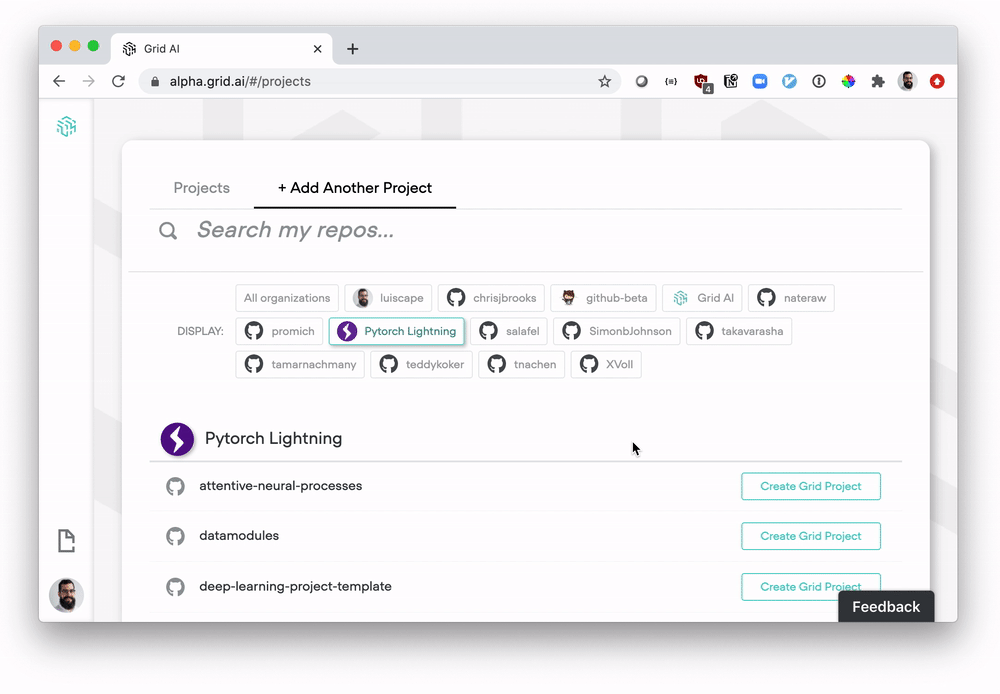 Grid AI
alpha.grid.ai/#/projects
4
Projects
+ Add Another Project
Search my repos...
All organizations luiscape chrisjbrooks github-beta Grid AI nateraw
DISPLAY: promich Pytorch Lightning salafel SimonbJohnson takavarasha
tamarnachmany teddykoker tnachen XVoll
Pytorch Lightning
attentive-neural-processes Create Grid Project
datamodules Create Grid Project
deep-learning-project-template Create Grid Project
Feedback